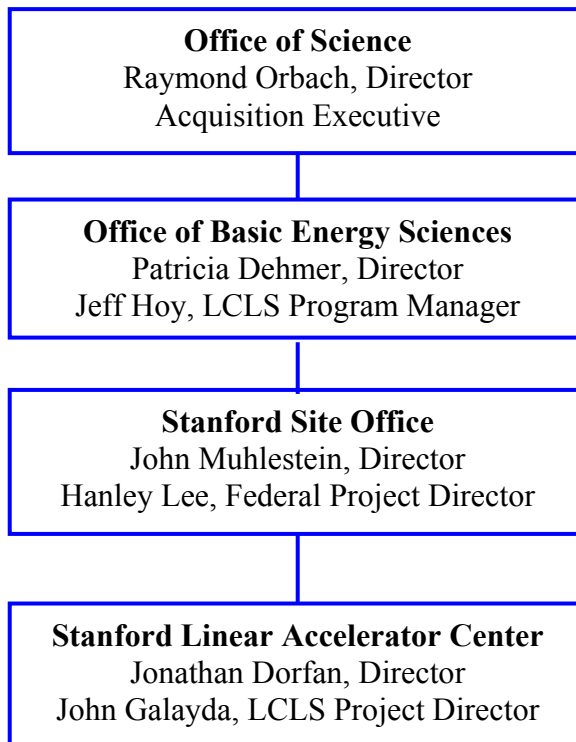 Office of Science
Raymond Orbach, Director
Acquisition Executive
Office of Basic Energy Sciences
Patricia Dehmer, Director
Jeff Hoy, LCLS Program Manager
Stanford Site Office
John Muhlestein, Director
Hanley Lee, Federal Project Director
Stanford Linear Accelerator Center
Jonathan Dorfan, Director
John Galayda, LCLS Project Director